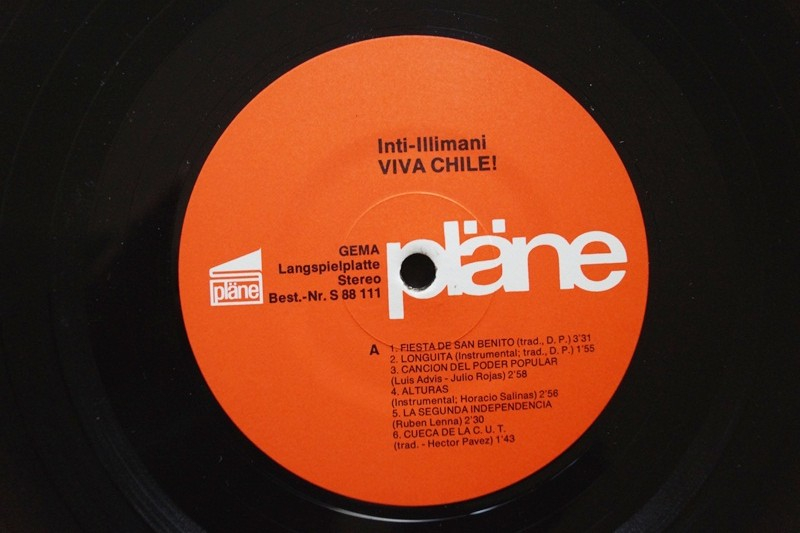 Inti-Illimani
VIVA CHILE!
pläne
GEMA
Langspielplatte
Stereo
Best.-Nr. S 88 111
pläne
A
1. FIESTA DE SAN BENITO (trad., D. P.) 3'31
2. LONGUITA (Instrumental; trad., D. P.) 1'55
3. CANCION DEL PODER POPULAR
(Luis Advis - Julio Rojas) 2'58
4. ALTURAS
(Instrumental; Horacio Salinas) 2'56
5. LA SEGUNDA INDEPENDENCIA
(Ruben Lenna) 2'30
6. CUECA DE LA C. U. T.
(trad. - Hector Pavez) 1'43